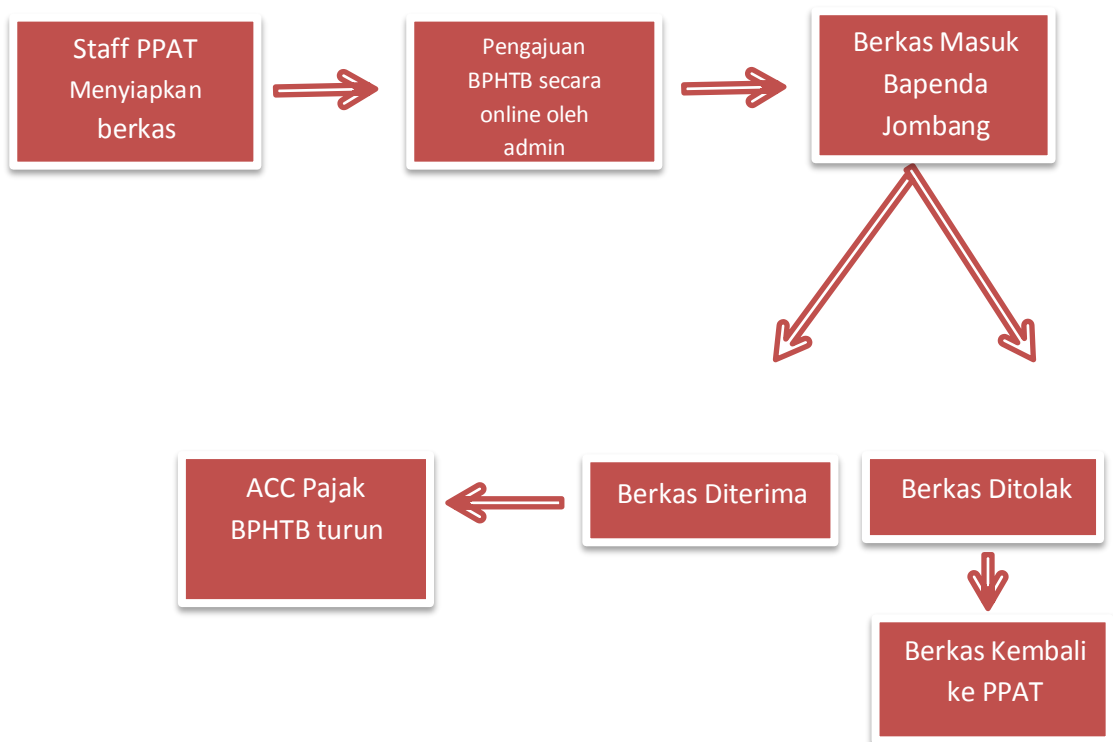 Staff PPAT
Menyiapkan
berkas
Pengajuan
BPHTB secara
online oleh
admin
Berkas Masuk
Bapenda
Jombang
ACC Pajak
BPHTB turun
Berkas Diterima
Berkas Ditolak
Berkas Kembali
ke PPAT